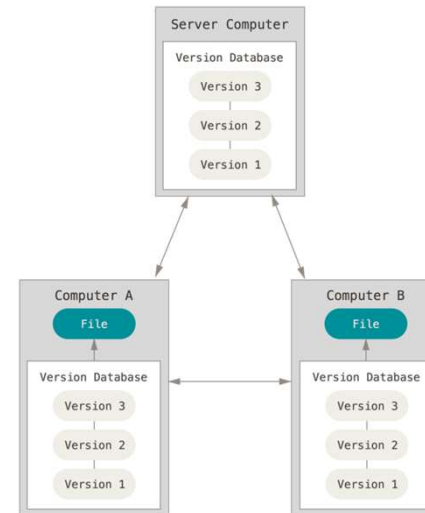 Server Computer
Version Database
Version 3
Version 2
Version 1
Computer A
File
Version Database
Version 3
Version 2
Version 1
Computer B
File
Version Database
Version 3
Version 2
Version 1